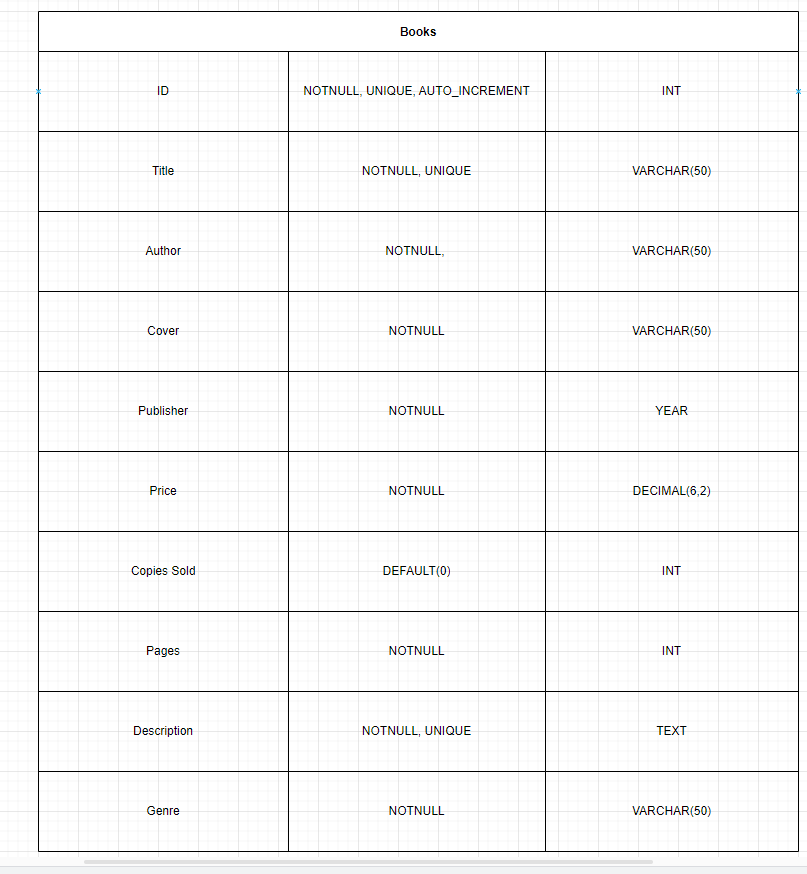 Books
ID NOTNULL, UNIQUE, AUTO_INCREMENT INT
Title NOTNULL, UNIQUE VARCHAR(50)
Author NOTNULL, VARCHAR(50)
Cover NOTNULL VARCHAR(50)
Publisher NOTNULL YEAR
Price NOTNULL DECIMAL(6,2)
Copies Sold DEFAULT(0) INT
Pages NOTNULL INT
Description NOTNULL, UNIQUE TEXT
Genre NOTNULL VARCHAR(50)